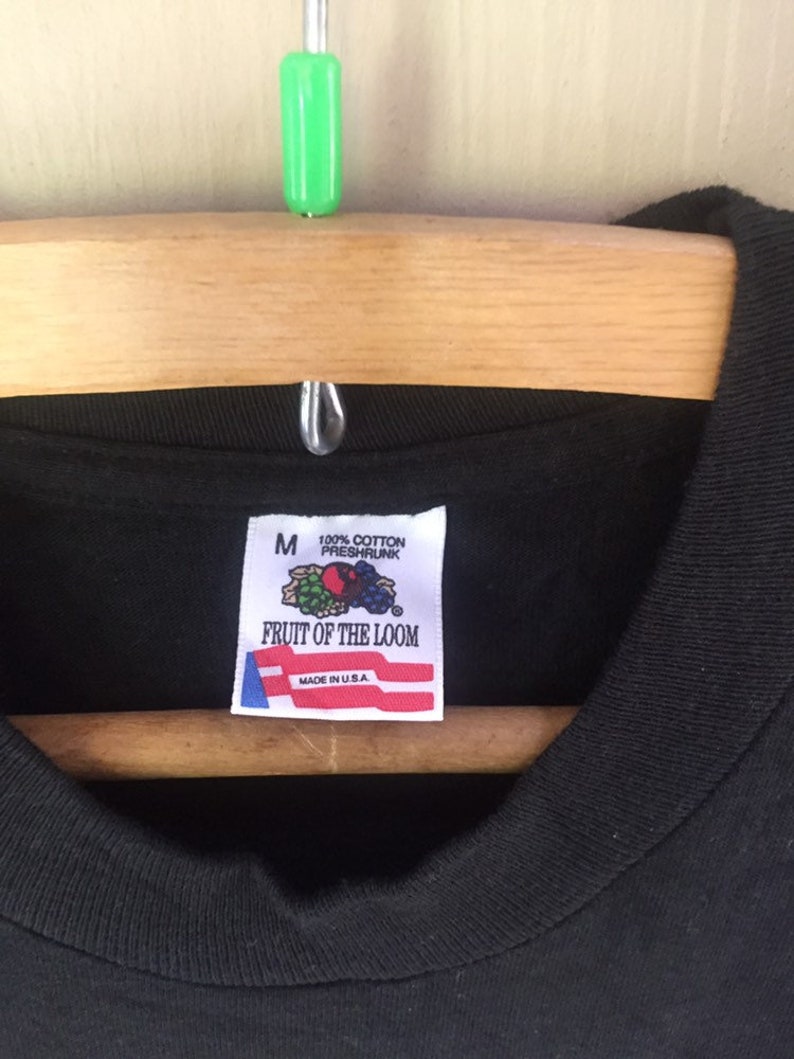 M
100% COTTON
PRESHRUNK
®
FRUIT OF THE LOOM
MADE IN U.S.A.